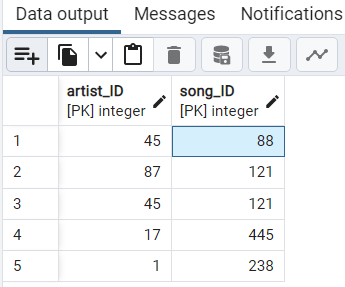 Data output Messages Notifications
artist_ID song_ID
[PK] integer [PK] integer
1 45 88
2 87 121
3 45 121
4 17 445
5 1 238